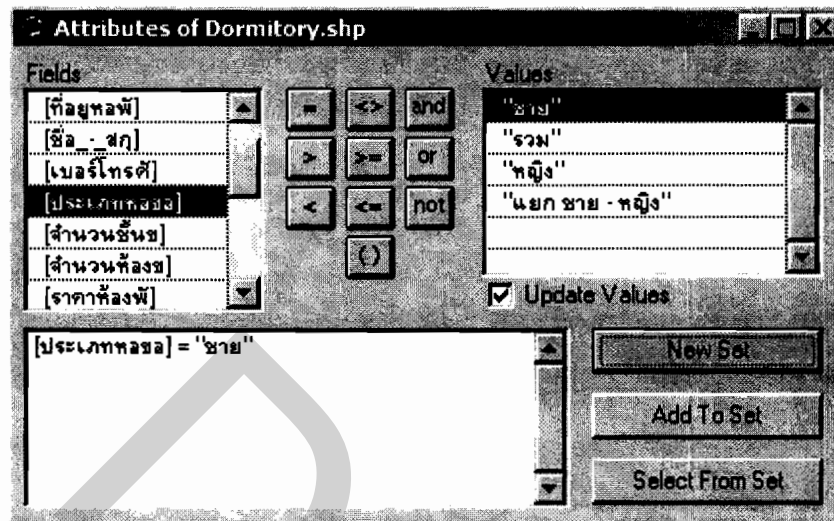 Attributes of Dormitory.shp
Fields
Values
[ที่อยู่หอพั]
[ชื่อ_-_สกุ]
[เบอร์โทรศั]
[ประเภทหอขอ]
[จำนวนชั้นข]
[จำนวนห้องข]
[ราคาห้องพั]
= <> and
> >= or
< <= not
()
"ชาย"
"รวม"
"หญิง"
"แยก ชาย - หญิง"
Update Values
[ประเภทหอขอ] = "ชาย"
New Set
Add To Set
Select From Set